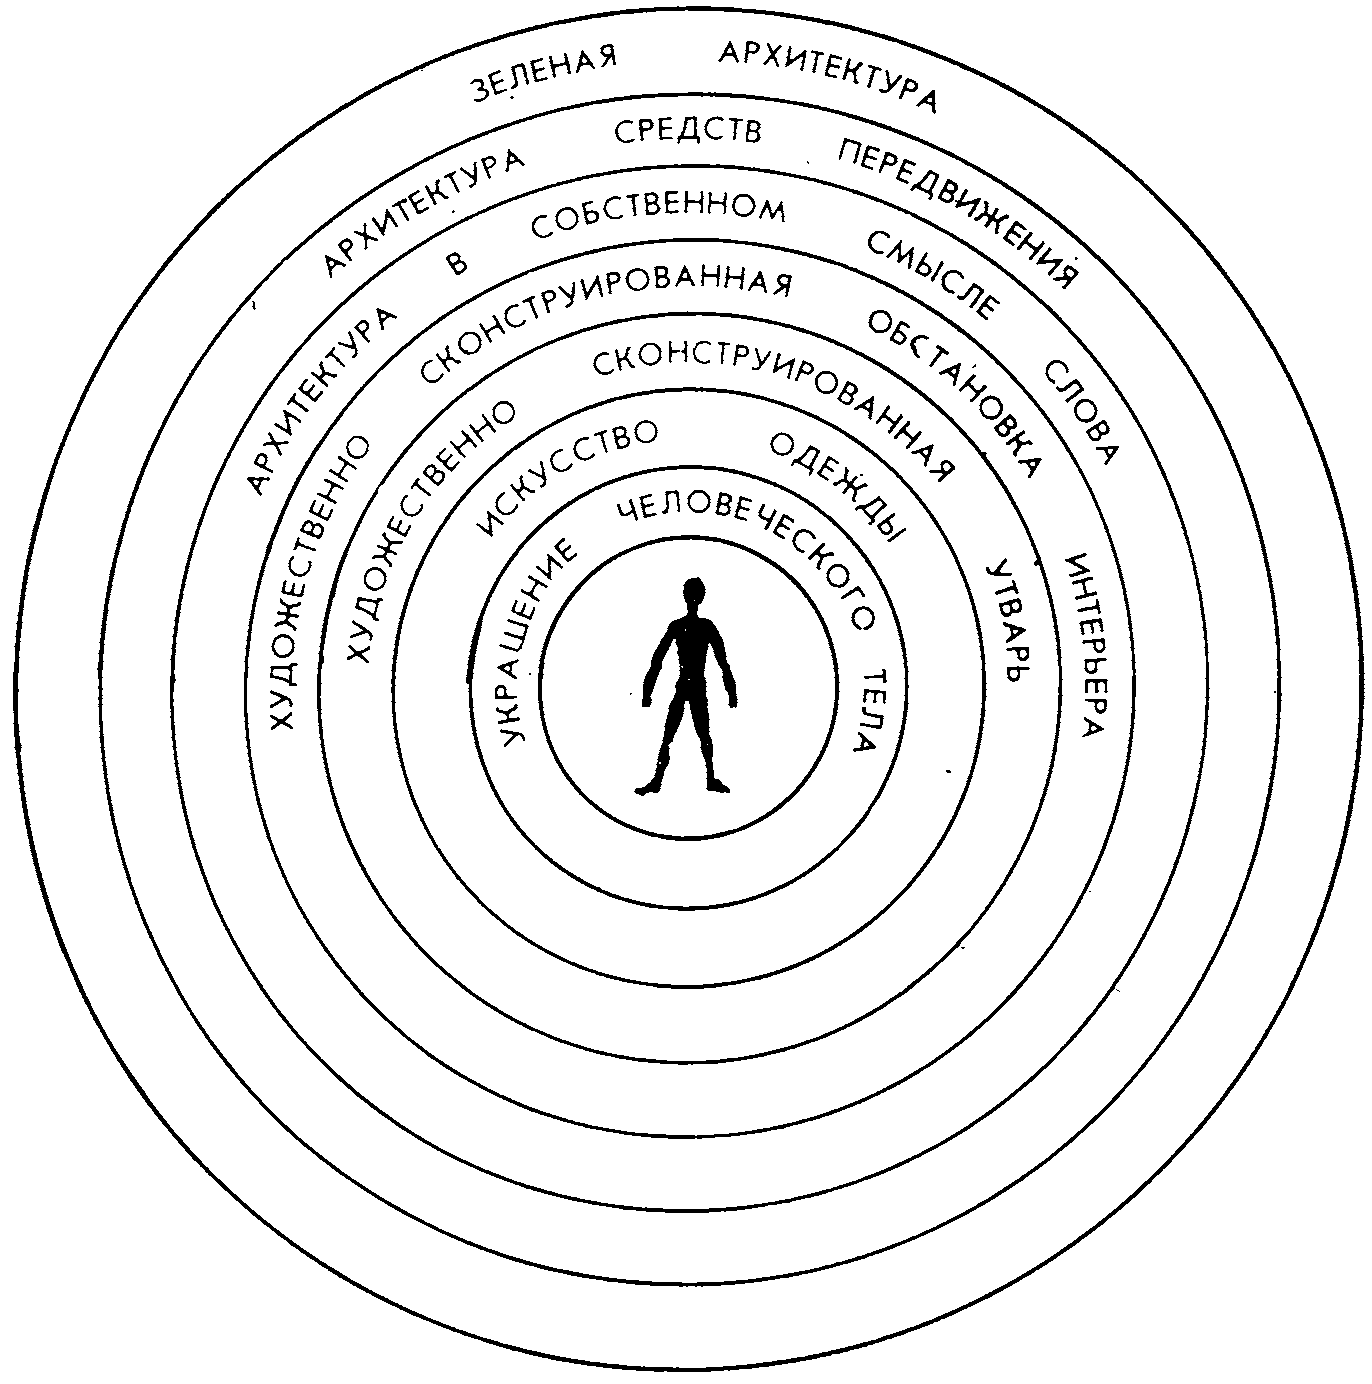 ЗЕЛЕНАЯ АРХИТЕКТУРА
АРХИТЕКТУРА СРЕДСТВ ПЕРЕДВИЖЕНИЯ
АРХИТЕКТУРА В СОБСТВЕННОМ СМЫСЛЕ СЛОВА
ХУДОЖЕСТВЕННО СКОНСТРУИРОВАННАЯ ОБСТАНОВКА ИНТЕРЬЕРА
ХУДОЖЕСТВЕННО СКОНСТРУИРОВАННАЯ УТВАРЬ
ИСКУССТВО ОДЕЖДЫ
УКРАШЕНИЕ ЧЕЛОВЕЧЕСКОГО ТЕЛА